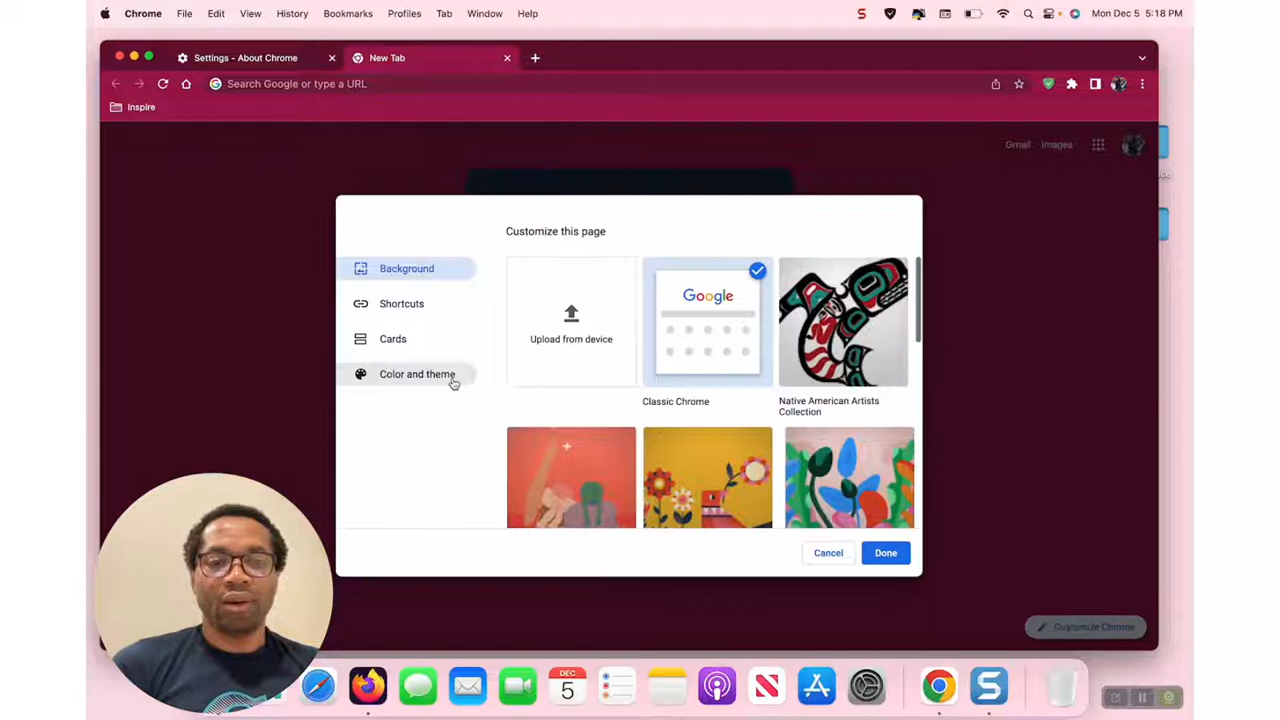 Chrome File Edit View History Bookmarks Profiles Tab Window Help Mon Dec 5 5:18 PM
Settings - About Chrome New Tab
Search Google or type a URL
Inspire
Gmail Images
Customize this page
Background
Shortcuts
Cards
Color and theme
Upload from device
Google
Classic Chrome
Native American Artists
Collection
Cancel Done
Customize Chrome
DEC
5